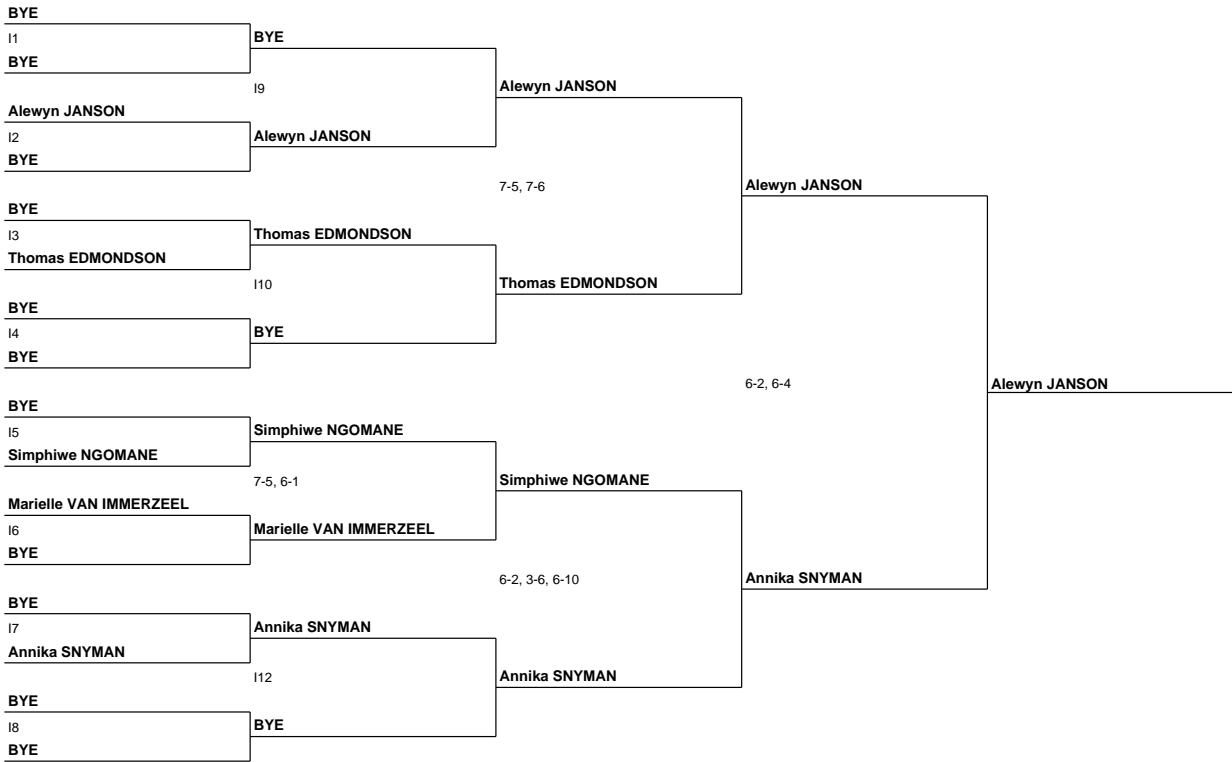 BYE
I1
BYE
BYE
I9
Alewyn JANSON
Alewyn JANSON
I2
Alewyn JANSON
BYE
7-5, 7-6
Alewyn JANSON
BYE
I3
Thomas EDMONDSON
Thomas EDMONDSON
I10
Thomas EDMONDSON
BYE
I4
BYE
BYE
6-2, 6-4
Alewyn JANSON
BYE
I5
Simphiwe NGOMANE
Simphiwe NGOMANE
7-5, 6-1
Simphiwe NGOMANE
Marielle VAN IMMERZEEL
I6
Marielle VAN IMMERZEEL
BYE
6-2, 3-6, 6-10
Annika SNYMAN
BYE
I7
Annika SNYMAN
Annika SNYMAN
I12
Annika SNYMAN
BYE
I8
BYE
BYE